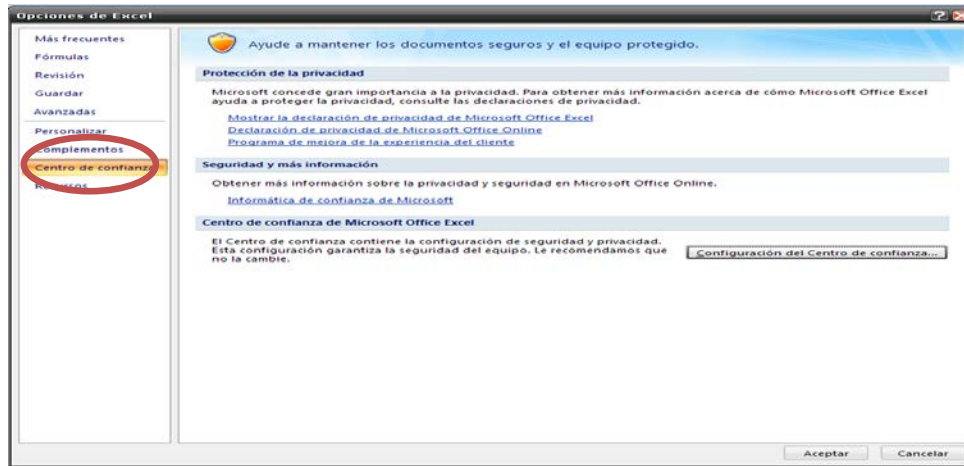 Opciones de Excel
Más frecuentes
Fórmulas
Revisión
Guardar
Avanzadas
Personalizar
Complementos
Centro de confianza
Recursos
Ayude a mantener los documentos seguros y el equipo protegido.
Protección de la privacidad
Microsoft concede gran importancia a la privacidad. Para obtener más información acerca de cómo Microsoft Office Excel
ayuda a proteger la privacidad, consulte las declaraciones de privacidad.
Mostrar la declaración de privacidad de Microsoft Office Excel
Declaración de privacidad de Microsoft Office Online
Programa de mejora de la experiencia del cliente
Seguridad y más información
Obtener más información sobre la privacidad y seguridad en Microsoft Office Online.
Informática de confianza de Microsoft
Centro de confianza de Microsoft Office Excel
El Centro de confianza contiene la configuración de seguridad y privacidad.
Esta configuración garantiza la seguridad del equipo. Le recomendamos que
no la cambie.
Configuración del Centro de confianza...
Aceptar
Cancelar